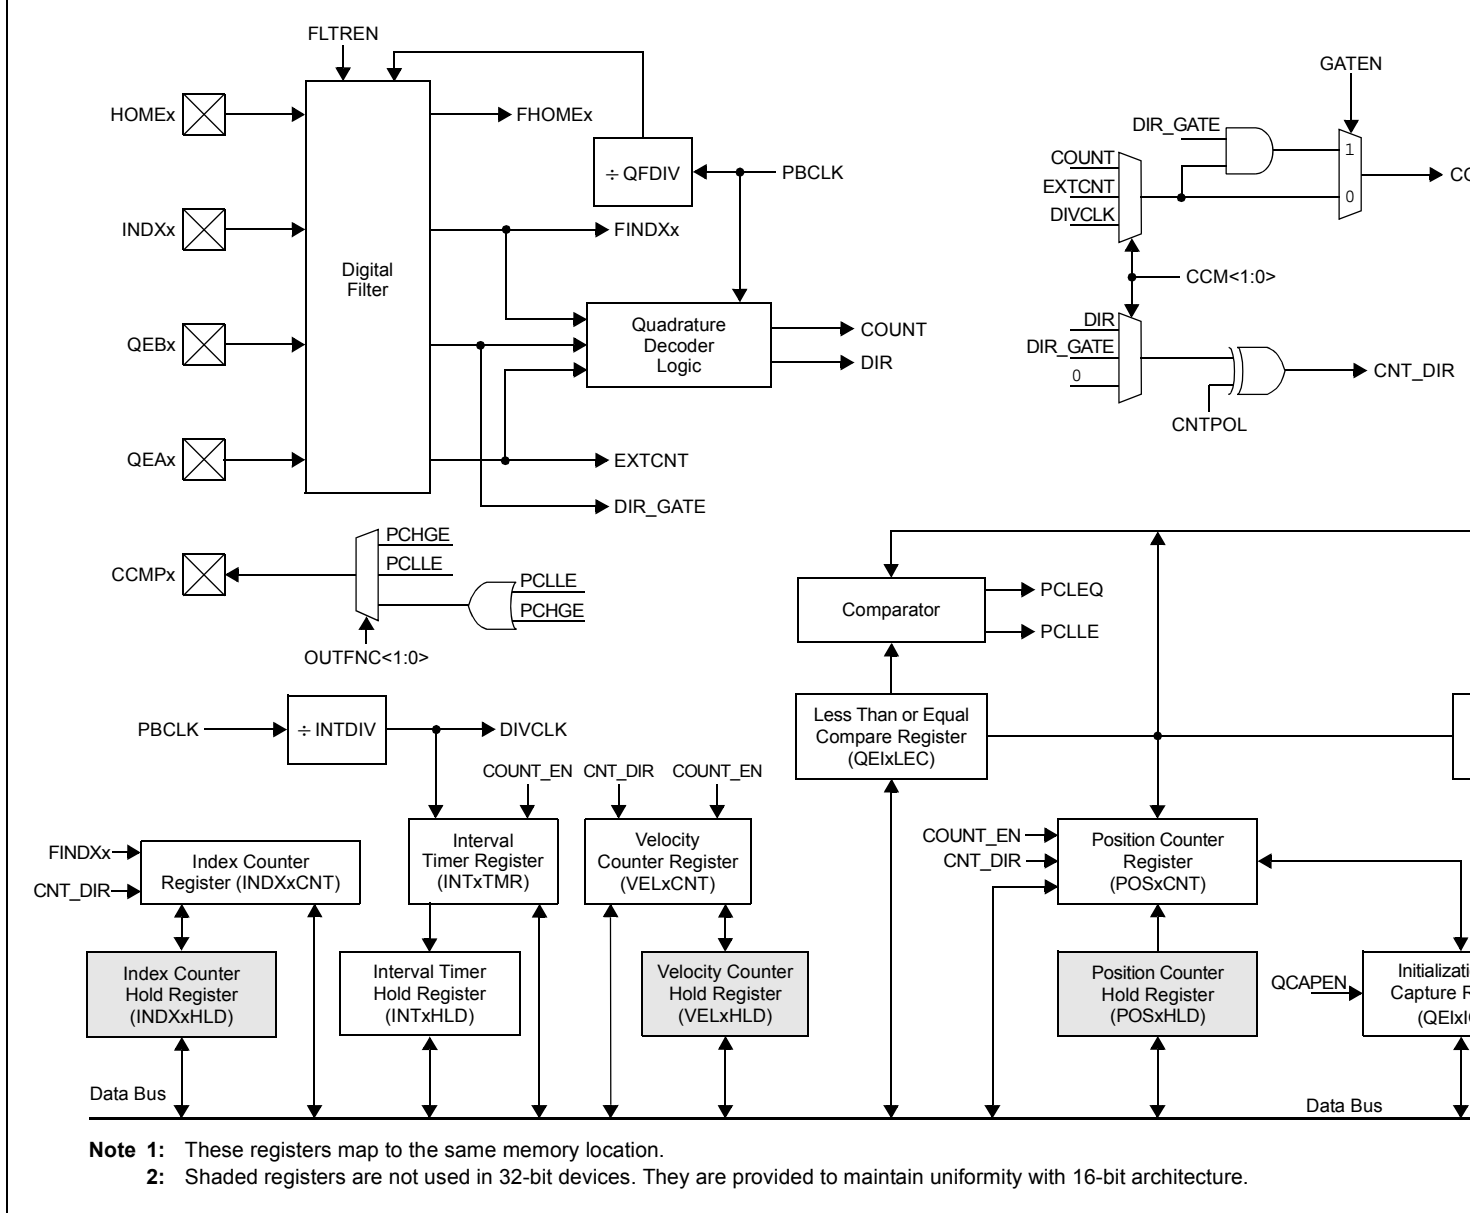 FLTREN
HOMEx
FHOMEx
÷ QFDIV
PBCLK
INDXx
FINDXx
Digital
Filter
QEBx
Quadrature
Decoder
Logic
COUNT
DIR
QEAx
EXTCNT
DIR_GATE
GATEN
DIR_GATE
COUNT
EXTCNT
DIVCLK
1
0
CCM<1:0>
DIR
DIR_GATE
0
CNTPOL
CNT_DIR
CCMPx
PCHGE
PCLLE
PCLLE
PCHGE
OUTFNC<1:0>
Comparator
PCLEQ
PCLLE
PBCLK
÷ INTDIV
DIVCLK
Less Than or Equal
Compare Register
(QEIxLEC)
COUNT_EN
CNT_DIR
COUNT_EN
FINDXx
CNT_DIR
Index Counter
Register (INDXxCNT)
Interval
Timer Register
(INTxTMR)
Velocity
Counter Register
(VELxCNT)
COUNT_EN
CNT_DIR
Position Counter
Register
(POSxCNT)
Index Counter
Hold Register
(INDXxHLD)
Interval Timer
Hold Register
(INTxHLD)
Velocity Counter
Hold Register
(VELxHLD)
Position Counter
Hold Register
(POSxHLD)
QCAPEN
Capture
Data Bus
Data Bus
Note 1: These registers map to the same memory location.
2: Shaded registers are not used in 32-bit devices. They are provided to maintain uniformity with 16-bit architecture.